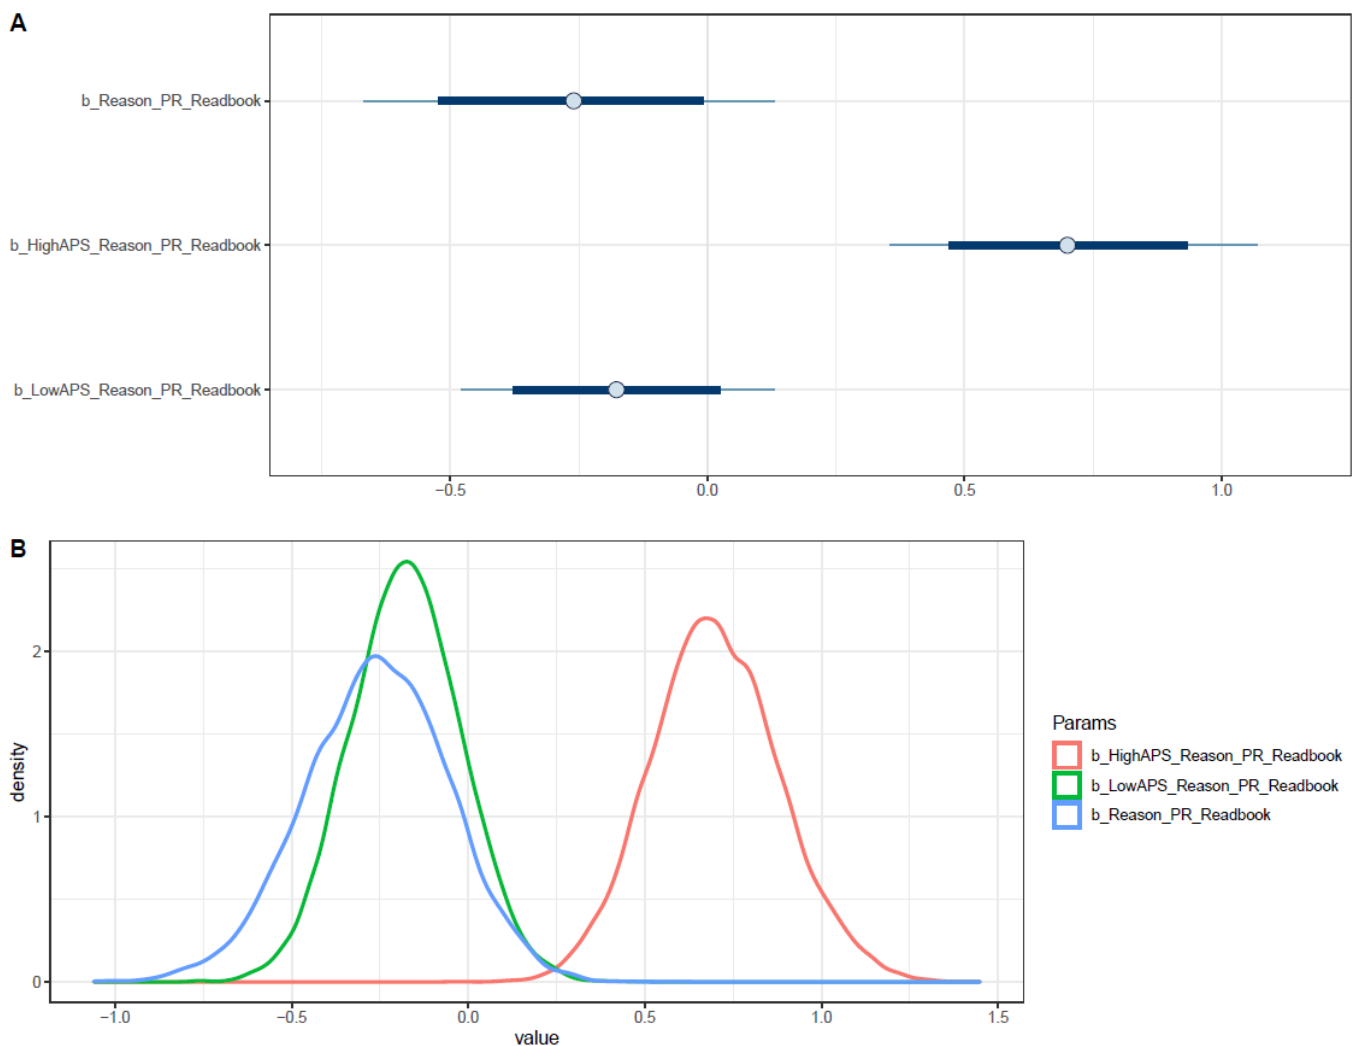 A
b_Reason_PR_Readbook
b_HighAPS_Reason_PR_Readbook
b_LowAPS_Reason_PR_Readbook
−0.5 0.0 0.5 1.0
B
density
2
1
0
−1.0 −0.5 0.0 0.5 1.0 1.5
value
Params
b_HighAPS_Reason_PR_Readbook
b_LowAPS_Reason_PR_Readbook
b_Reason_PR_Readbook